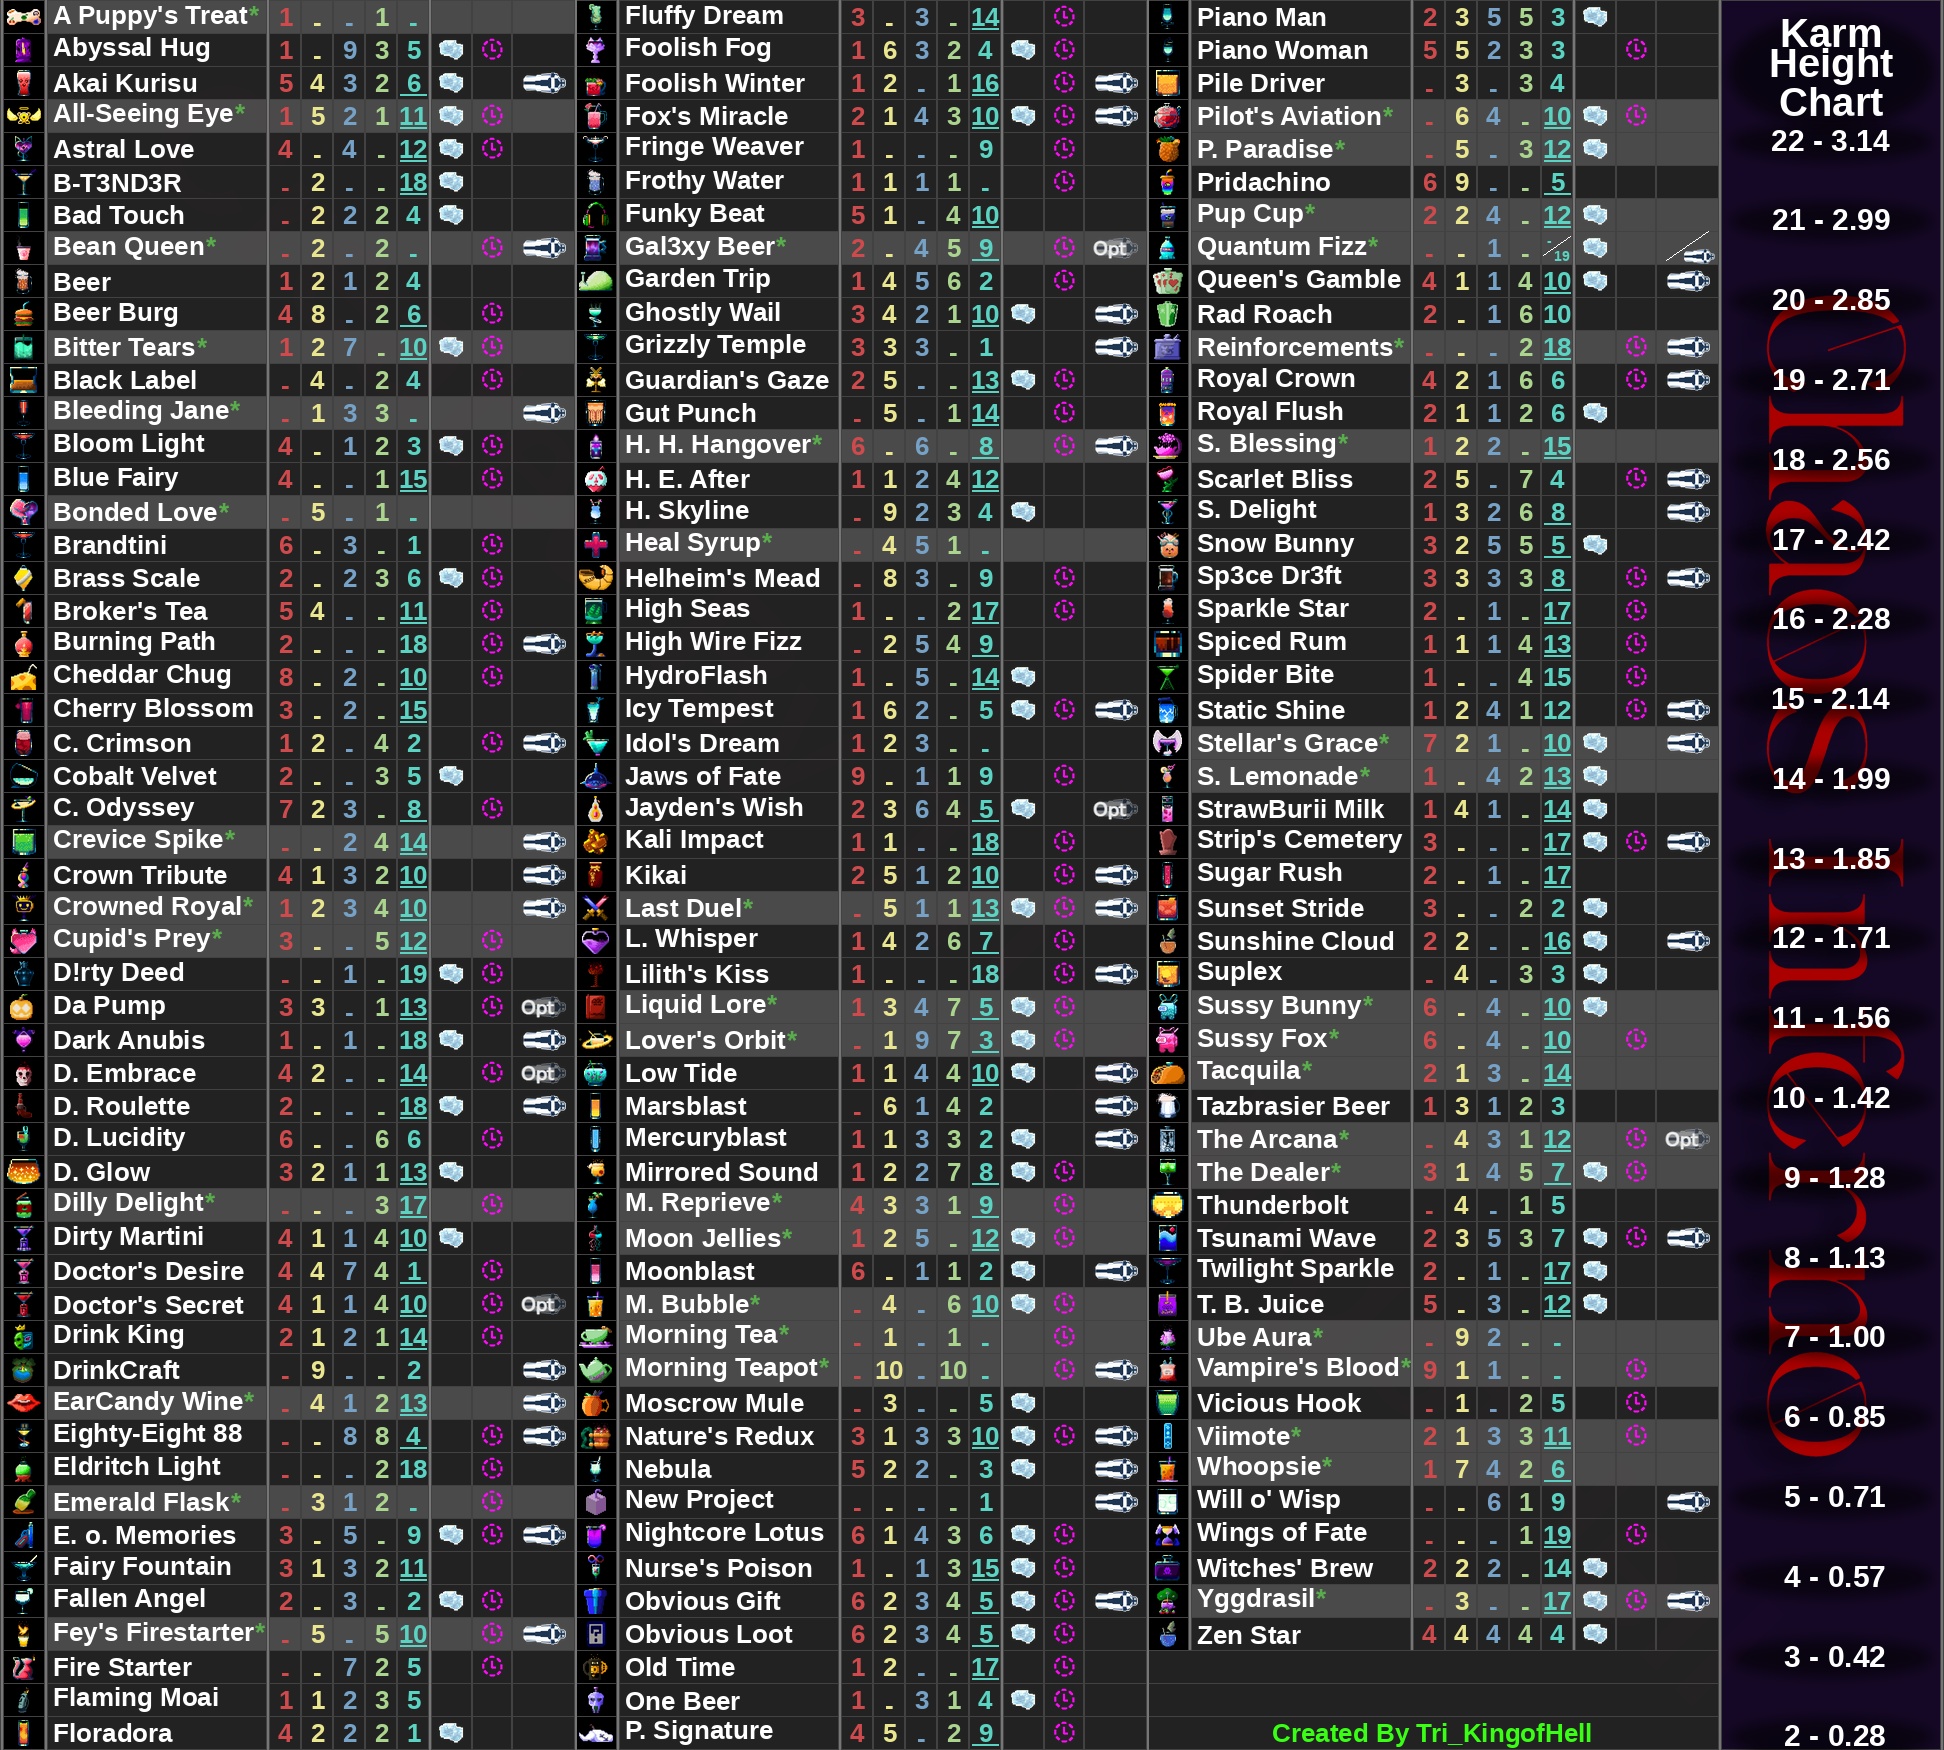 A Puppy's Treat* 1 - - 1 -
Abyssal Hug 1 - 9 3 5
Akai Kurisu 5 4 3 2 6
All-Seeing Eye* 1 5 2 1 11
Astral Love 4 - 4 - 12
B-T3ND3R - 2 - - 18
Bad Touch - 2 2 2 4
Bean Queen* - 2 - 2 -
Beer 1 2 1 2 4
Beer Burg 4 8 - 2 6
Bitter Tears* 1 2 7 - 10
Black Label - 4 - 2 4
Bleeding Jane* - 1 3 3 -
Bloom Light 4 - 1 2 3
Blue Fairy 4 - - 1 15
Bonded Love* - 5 - 1 -
Brandtini 6 - 3 - 1
Brass Scale 2 - 2 3 6
Broker's Tea 5 4 - - 11
Burning Path 2 - - - 18
Cheddar Chug 8 - 2 - 10
Cherry Blossom 3 - 2 - 15
C. Crimson 1 2 - 4 2
Cobalt Velvet 2 - - 3 5
C. Odyssey 7 2 3 - 8
Crevice Spike* - - 2 4 14
Crown Tribute 4 1 3 2 10
Crowned Royal* 1 2 3 4 10
Cupid's Prey* 3 - - 5 12
D!rty Deed - - 1 - 19
Da Pump 3 3 - 1 13 Opt
Dark Anubis 1 - 1 - 18
D. Embrace 4 2 - - 14 Opt
D. Roulette 2 - - - 18
D. Lucidity 6 - - 6 6
D. Glow 3 2 1 1 13
Dilly Delight* - - - 3 17
Dirty Martini 4 1 1 4 10
Doctor's Desire 4 4 7 4 1
Doctor's Secret 4 1 1 4 10 Opt
Drink King 2 1 2 1 14
DrinkCraft - 9 - - 2
EarCandy Wine* - 4 1 2 13
Eighty-Eight 88 - - 8 8 4
Eldritch Light - - - 2 18
Emerald Flask* - 3 1 2 -
E. o. Memories 3 - 5 - 9
Fairy Fountain 3 1 3 2 11
Fallen Angel 2 - 3 - 2
Fey's Firestarter* - 5 - 5 10
Fire Starter - - 7 2 5
Flaming Moai 1 1 2 3 5
Floradora 4 2 2 2 1
Fluffy Dream 3 - 3 - 14
Foolish Fog 1 6 3 2 4
Foolish Winter 1 2 - 1 16
Fox's Miracle 2 1 4 3 10
Fringe Weaver 1 - - - 9
Frothy Water 1 1 1 1 -
Funky Beat 5 1 - 4 10
Gal3xy Beer* 2 - 4 5 9 Opt
Garden Trip 1 4 5 6 2
Ghostly Wail 3 4 2 1 10
Grizzly Temple 3 3 3 - 1
Guardian's Gaze 2 5 - - 13
Gut Punch - 5 - 1 14
H. H. Hangover* 6 - 6 - 8
H. E. After 1 1 2 4 12
H. Skyline - 9 2 3 4
Heal Syrup* - 4 5 1 -
Helheim's Mead - 8 3 - 9
High Seas 1 - - 2 17
High Wire Fizz - 2 5 4 9
HydroFlash 1 - 5 - 14
Icy Tempest 1 6 2 - 5
Idol's Dream 1 2 3 - -
Jaws of Fate 9 - 1 1 9
Jayden's Wish 2 3 6 4 5 Opt
Kali Impact 1 1 - - 18
Kikai 2 5 1 2 10
Last Duel* - 5 1 1 13
L. Whisper 1 4 2 6 7
Lilith's Kiss 1 - - - 18
Liquid Lore* 1 3 4 7 5
Lover's Orbit* - 1 9 7 3
Low Tide 1 1 4 4 10
Marsblast - 6 1 4 2
Mercuryblast 1 1 3 3 2
Mirrored Sound 1 2 2 7 8
M. Reprieve* 4 3 3 1 9
Moon Jellies* 1 2 5 - 12
Moonblast 6 - 1 1 2
M. Bubble* - 4 - 6 10
Morning Tea* - 1 - 1 -
Morning Teapot* - 10 - 10 -
Moscrow Mule - 3 - - 5
Nature's Redux 3 1 3 3 10
Nebula 5 2 2 - 3
New Project - - - - 1
Nightcore Lotus 6 1 4 3 6
Nurse's Poison 1 - 1 3 15
Obvious Gift 6 2 3 4 5
Obvious Loot 6 2 3 4 5
Old Time 1 2 - - 17
One Beer 1 - 3 1 4
P. Signature 4 5 - 2 9
Piano Man 2 3 5 5 3
Piano Woman 5 5 2 3 3
Pile Driver - 3 - 3 4
Pilot's Aviation* - 6 4 - 10
P. Paradise* - 5 - 3 12
Pridachino 6 9 - - 5
Pup Cup* 2 2 4 - 12
Quantum Fizz* - - 1 - -/19
Queen's Gamble 4 1 1 4 10
Rad Roach 2 - 1 6 10
Reinforcements* - - - 2 18
Royal Crown 4 2 1 6 6
Royal Flush 2 1 1 2 6
S. Blessing* 1 2 2 - 15
Scarlet Bliss 2 5 - 7 4
S. Delight 1 3 2 6 8
Snow Bunny 3 2 5 5 5
Sp3ce Dr3ft 3 3 3 3 8
Sparkle Star 2 - 1 - 17
Spiced Rum 1 1 1 4 13
Spider Bite 1 - - 4 15
Static Shine 1 2 4 1 12
Stellar's Grace* 7 2 1 - 10
S. Lemonade* 1 - 4 2 13
StrawBurii Milk 1 4 1 - 14
Strip's Cemetery 3 - - - 17
Sugar Rush 2 - 1 - 17
Sunset Stride 3 - - 2 2
Sunshine Cloud 2 2 - - 16
Suplex - 4 - 3 3
Sussy Bunny* 6 - 4 - 10
Sussy Fox* 6 - 4 - 10
Tacquila* 2 1 3 - 14
Tazbrasier Beer 1 3 1 2 3
The Arcana* - 4 3 1 12 Opt
The Dealer* 3 1 4 5 7
Thunderbolt - 4 - 1 5
Tsunami Wave 2 3 5 3 7
Twilight Sparkle 2 - 1 - 17
T. B. Juice 5 - 3 - 12
Ube Aura* - 9 2 - -
Vampire's Blood* 9 1 1 - -
Vicious Hook - 1 - 2 5
Viimote* 2 1 3 3 11
Whoopsie* 1 7 4 2 6
Will o' Wisp - - 6 1 9
Wings of Fate - - - 1 19
Witches' Brew 2 2 2 - 14
Yggdrasil* - 3 - - 17
Zen Star 4 4 4 4 4
Created By Tri_KingofHell
Karm
Height
Chart
22 - 3.14
21 - 2.99
20 - 2.85
19 - 2.71
18 - 2.56
17 - 2.42
16 - 2.28
15 - 2.14
14 - 1.99
13 - 1.85
12 - 1.71
11 - 1.56
10 - 1.42
9 - 1.28
8 - 1.13
7 - 1.00
6 - 0.85
5 - 0.71
4 - 0.57
3 - 0.42
2 - 0.28
Chaos Inferno